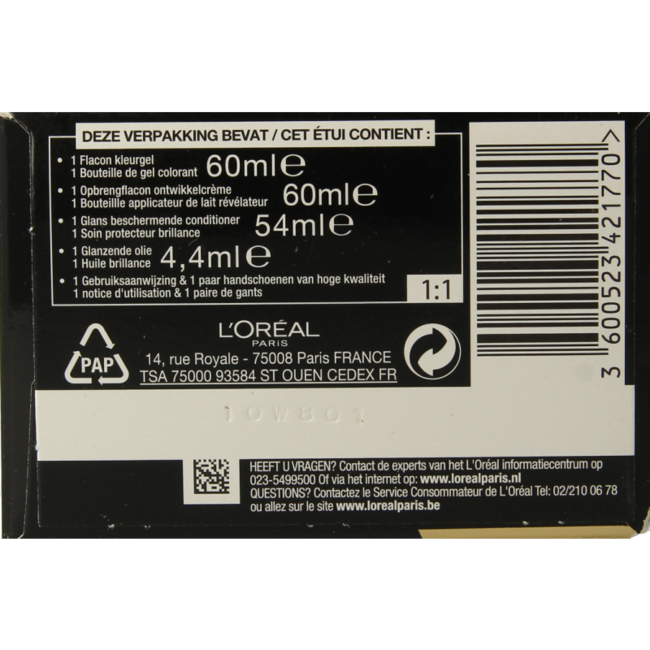 DEZE VERPAKKING BEVAT / CET ÉTUI CONTIENT :
• 1 Flacon kleurgel
1 Bouteille de gel colorant 60ml℮
• 1 Opbrengflacon ontwikkelcrème
1 Bouteillle applicateur de lait révélateur 60ml℮
• 1 Glans beschermende conditioner
1 Soin protecteur brillance 54ml℮
• 1 Glanzende olie
1 Huile brillance 4,4ml℮
• 1 Gebruiksaanwijzing & 1 paar handschoenen van hoge kwaliteit
1 notice d'utilisation & 1 paire de gants
1:1
3 600523 421770 >
PAP
L'ORÉAL
PARIS
14, rue Royale - 75008 Paris FRANCE
TSA 75000 93584 ST OUEN CEDEX FR
10W801
HEEFT U VRAGEN? Contact de experts van het L'Oréal informatiecentrum op
023-5499500 Of via het internet op: www.lorealparis.nl
QUESTIONS? Contactez le Service Consommateur de L'Oréal Tel: 02/210 06 78
ou allez sur le site www.lorealparis.be